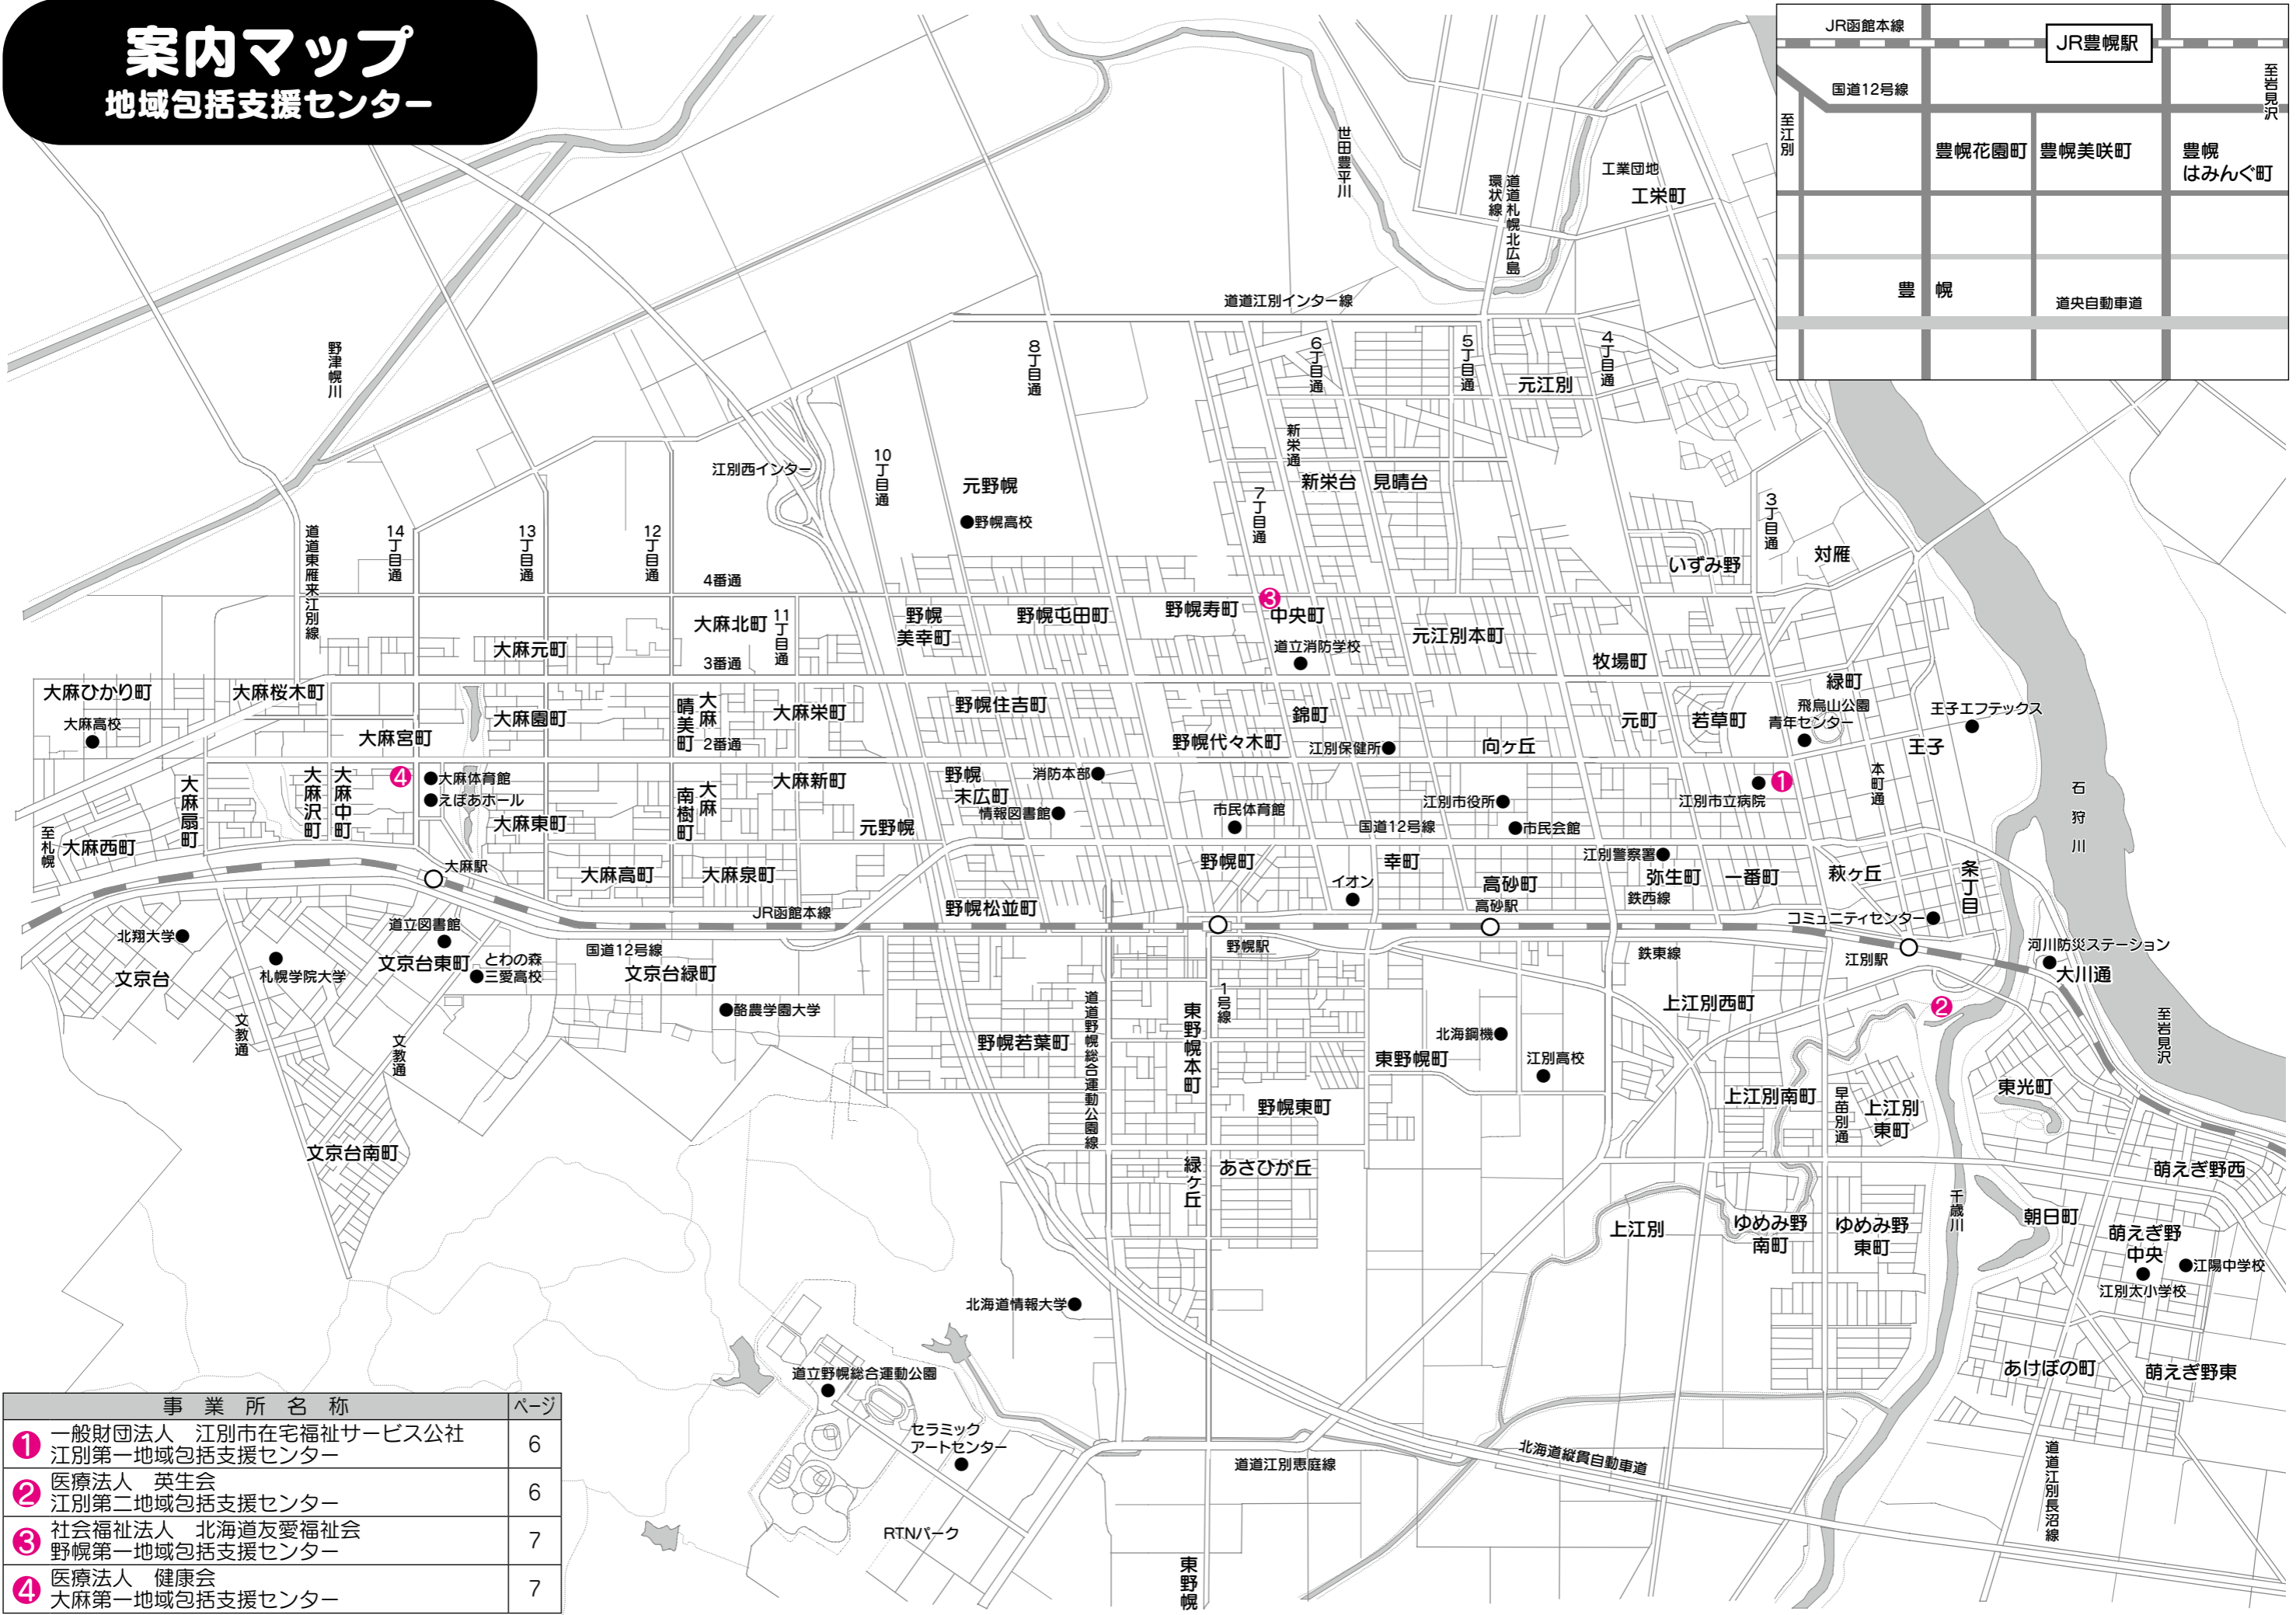 案内マップ
地域包括支援センター
JR函館本線
JR豊幌駅
至岩見沢
国道12号線
至江別
豊幌花園町
豊幌美咲町
豊幌
はみんぐ町
豊幌
道央自動車道
世田豊平川
工業団地
工栄町
道道札幌北広島
環状線
道道江別インター線
野津幌川
8丁目通
6丁目通
5丁目通
4丁目通
元江別
新栄通
江別西インター
10丁目通
元野幌
野幌高校
新栄台
見晴台
7丁目通
3丁目通
道道東雁来江別線
14丁目通
13丁目通
12丁目通
4番通
いずみ野
対雁
3
大麻北町
11丁目通
野幌
美幸町
野幌屯田町
野幌寿町
中央町
元江別本町
大麻元町
3番通
道立消防学校
牧場町
大麻ひかり町
大麻桜木町
緑町
大麻高校
大麻園町
大麻
晴美町
大麻栄町
野幌住吉町
錦町
元町
若草町
飛烏山公園
青年センター
王子エフテックス
大麻宮町
2番通
野幌代々木町
江別保健所
向ヶ丘
王子
4
大麻体育館
えぽあホール
大麻扇町
大麻沢町
大麻中町
大麻
南樹町
大麻新町
野幌
末広町
消防本部
情報図書館
1
江別市立病院
本町通
石狩川
大麻東町
市民体育館
江別市役所
国道12号線
市民会館
至札幌
大麻西町
元野幌
大麻駅
大麻高町
大麻泉町
野幌町
幸町
江別警察署
弥生町
一番町
萩ヶ丘
条丁目
イオン
高砂町
鉄西線
高砂駅
JR函館本線
野幌松並町
コミュニティセンター
北翔大学
道立図書館
国道12号線
野幌駅
鉄東線
江別駅
河川防災ステーション
大川通
文京台
札幌学院大学
文京台東町
とわの森
三愛高校
文京台緑町
酪農学園大学
上江別西町
2
文教通
文教通
道道野幌総合運動公園線
野幌若葉町
東野幌本町
1号線
北海鋼機
東野幌町
江別高校
至岩見沢
野幌東町
上江別南町
早苗別通
上江別
東町
東光町
文京台南町
緑ヶ丘
あさひが丘
萌えぎ野西
千歳川
朝日町
上江別
ゆめみ野
南町
ゆめみ野
東町
萌えぎ野
中央
江陽中学校
江別太小学校
北海道情報大学
道立野幌総合運動公園
セラミック
アートセンター
あけぼの町
萌えぎ野東
道道江別恵庭線
北海道縦貫自動車道
道道江別長沼線
RTNパーク
東野幌
事業所名称 ページ
1 一般財団法人 江別市在宅福祉サービス公社
江別第一地域包括支援センター 6
2 医療法人 英生会
江別第二地域包括支援センター 6
3 社会福祉法人 北海道友愛福祉会
野幌第一地域包括支援センター 7
4 医療法人 健康会
大麻第一地域包括支援センター 7